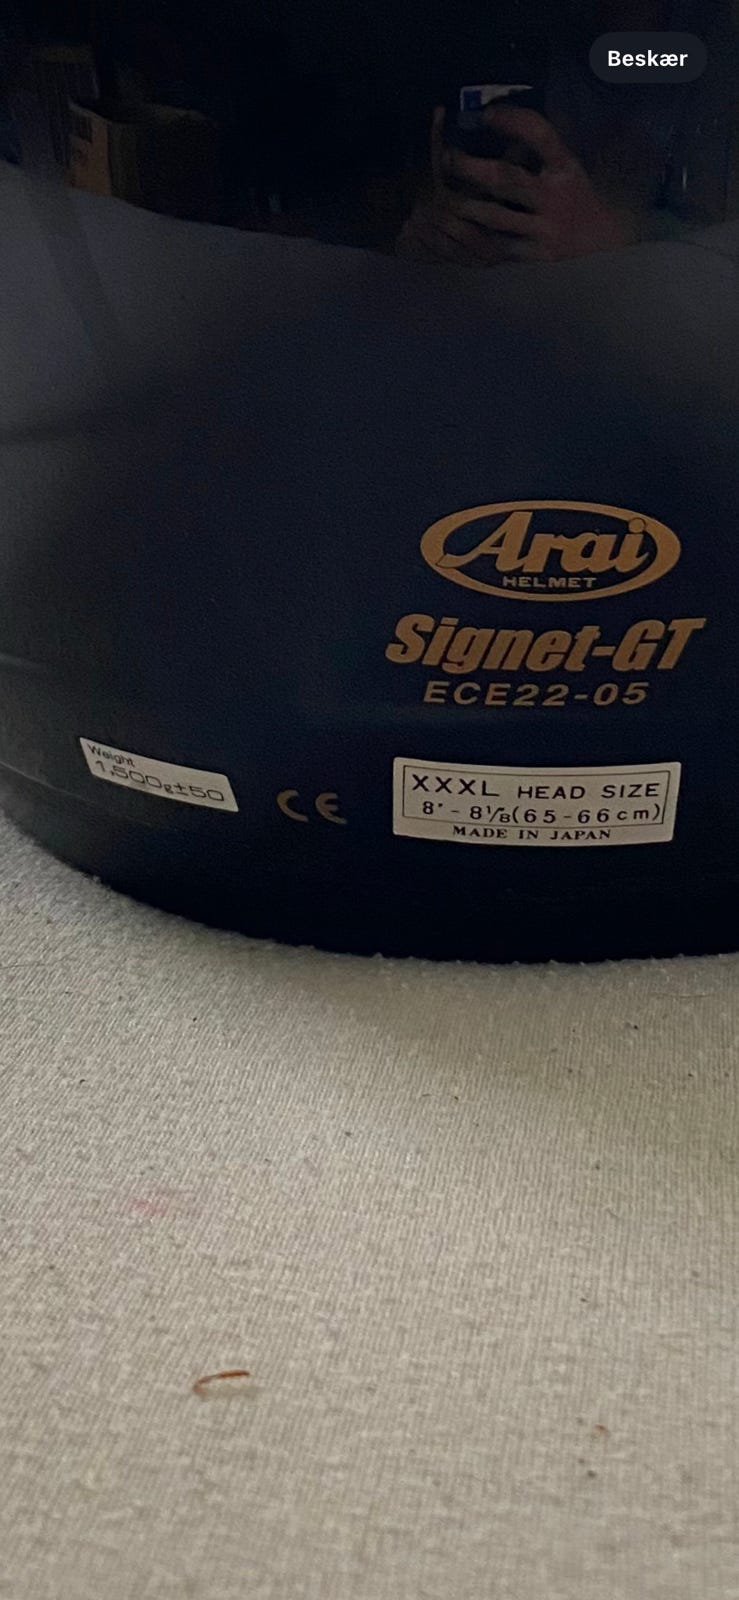 Beskær
Arai
HELMET
Signet-GT
ECE22-05
Weight
1,500g±50
CE
XXXL HEAD SIZE
8" - 8⅛(65-66cm)
MADE IN JAPAN